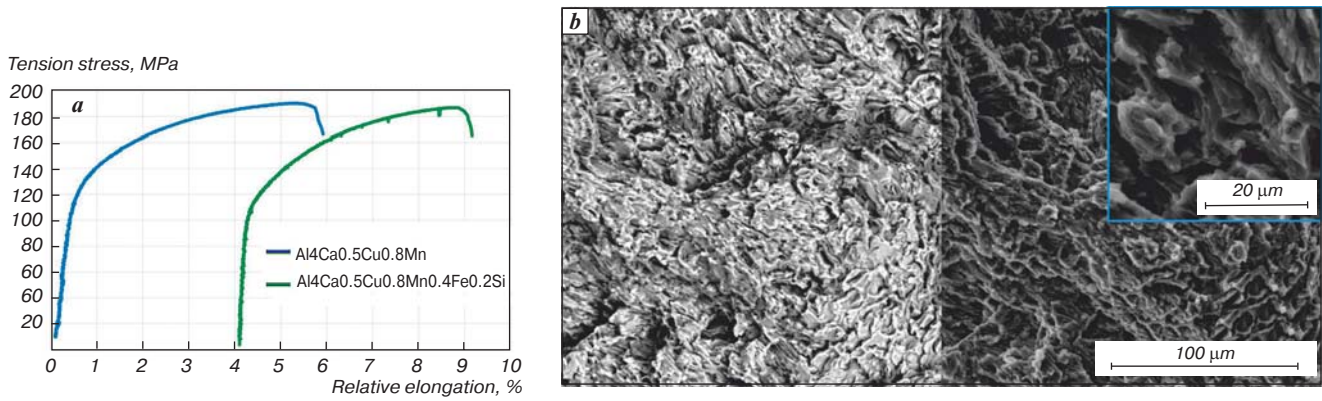 Tension stress, MPa
a
200
180
160
140
120
100
80
60
60
20
Al4Ca0.5Cu0.8Mn
Al4Ca0.5Cu0.8Mn0.4Fe0.2Si
0 1 2 3 4 5 6 7 8 9 10
Relative elongation, %
b
20 μm
100 μm